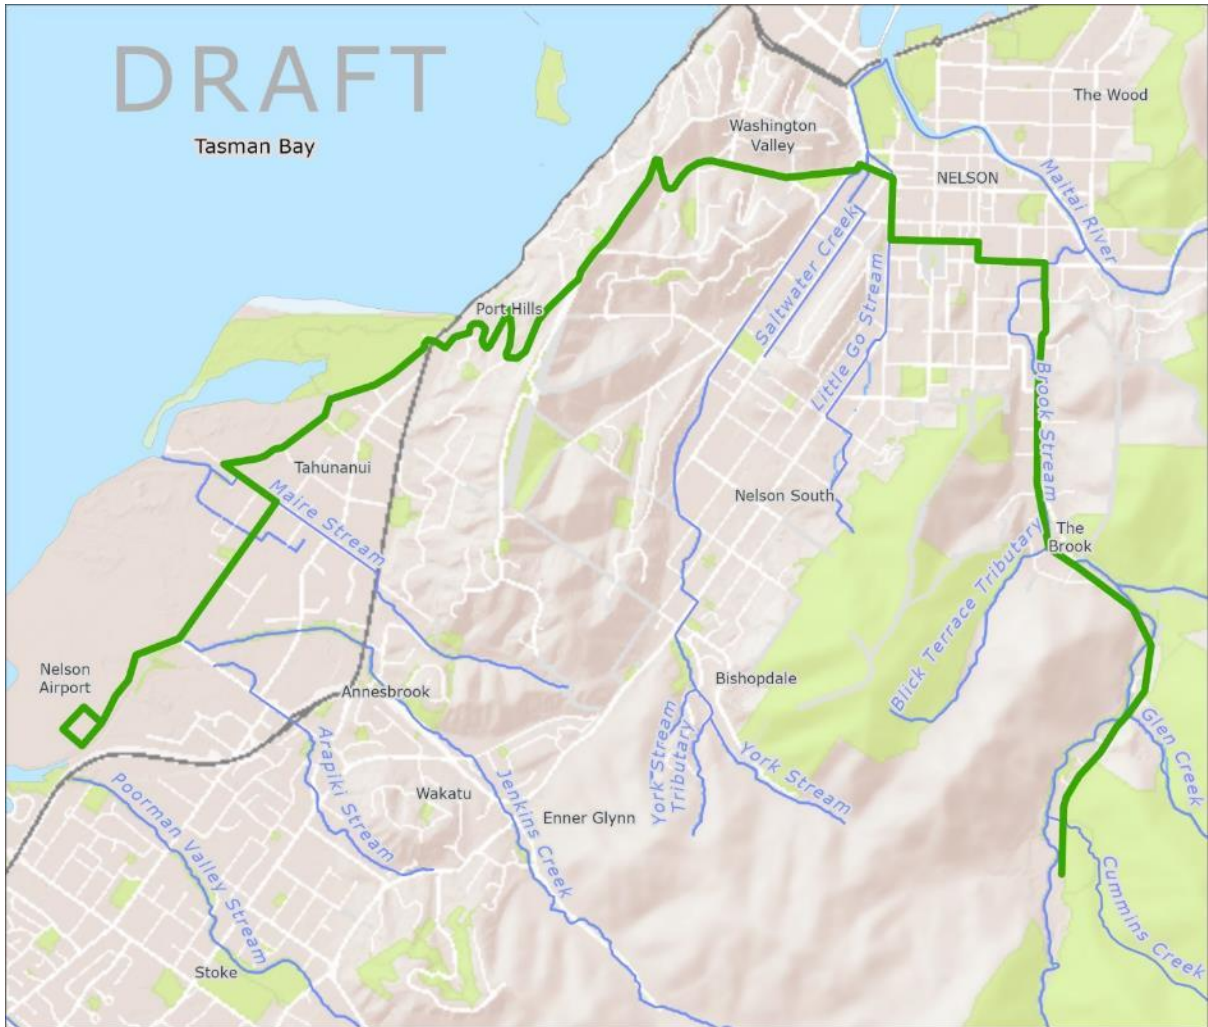 DRAFT
Tasman Bay
The Wood
Washington
Valley
NELSON
Maitai River
Saltwater Creek
Little Go Stream
Port Hills
Brook Stream
Tahunanui
Maire Stream
Nelson South
The
Brook
Blick Terrace Tributary
Nelson
Airport
Annesbrook
Bishopdale
York Stream
Tributary
York Stream
Glen Creek
Arapiki Stream
Jenkins Creek
Wakatu
Enner Glynn
Poorman Valley Stream
Cummins Creek
Stoke